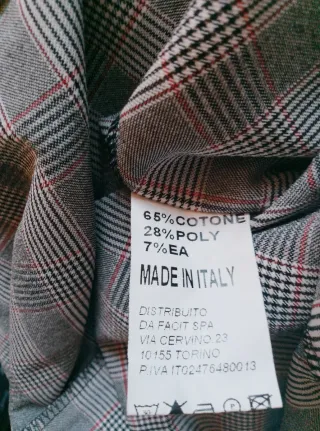 65%COTONE
28%POLY
7%EA
MADE IN ITALY
DISTRIBUITO
DA FACIT SPA
VIA CERVINO 23
10155 TORINO
P.IVA IT02476480013